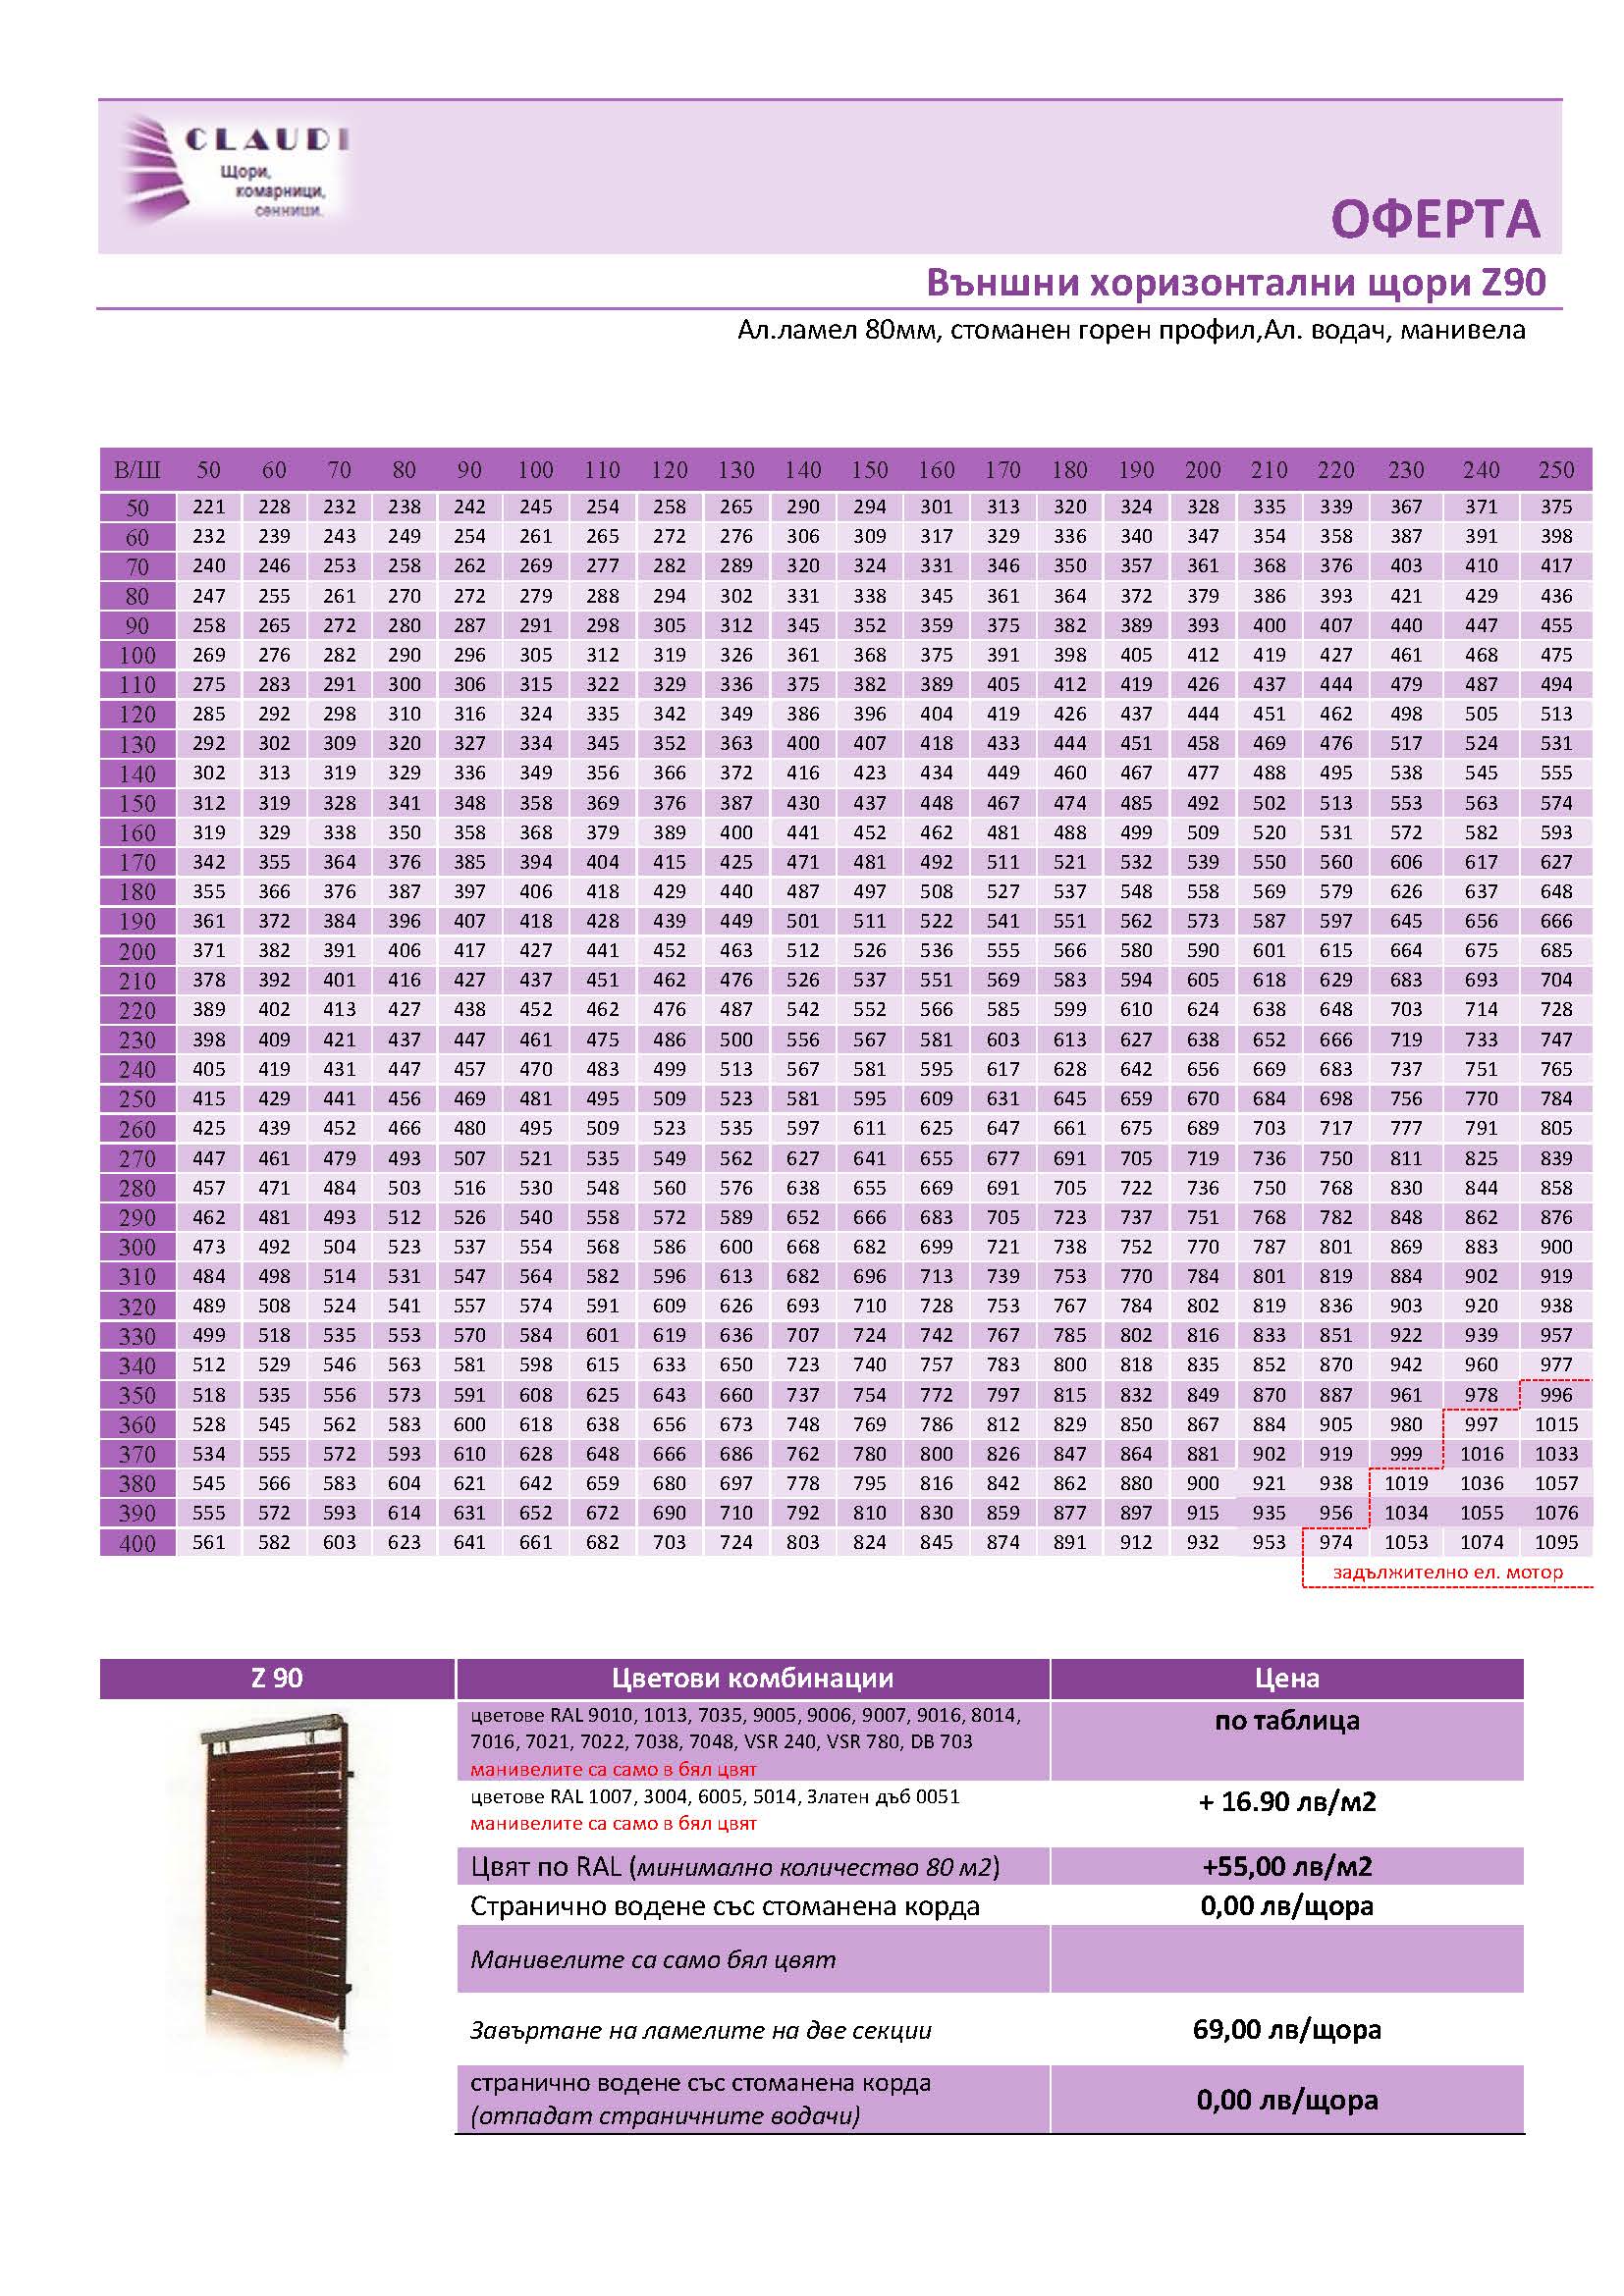 CLAUDI
Щори,
комарници,
сенници.
ОФЕРТА
Външни хоризонтални щори Z90
Ал.ламел 80мм, стоманен горен профил,Ал. водач, манивела
В/Ш 50 60 70 80 90 100 110 120 130 140 150 160 170 180 190 200 210 220 230 240 250
50 221 228 232 238 242 245 254 258 265 290 294 301 313 320 324 328 335 339 367 371 375
60 232 239 243 249 254 261 265 272 276 306 309 317 329 336 340 347 354 358 387 391 398
70 240 246 253 258 262 269 277 282 289 320 324 331 346 350 357 361 368 376 403 410 417
80 247 255 261 270 272 279 288 294 302 331 338 345 361 364 372 379 386 393 421 429 436
90 258 265 272 280 287 291 298 305 312 345 352 359 375 382 389 393 400 407 440 447 455
100 269 276 282 290 296 305 312 319 326 361 368 375 391 398 405 412 419 427 461 468 475
110 275 283 291 300 306 315 322 329 336 375 382 389 405 412 419 426 437 444 479 487 494
120 285 292 298 310 316 324 335 342 349 386 396 404 419 426 437 444 451 462 498 505 513
130 292 302 309 320 327 334 345 352 363 400 407 418 433 444 451 458 469 476 517 524 531
140 302 313 319 329 336 349 356 366 372 416 423 434 449 460 467 477 488 495 538 545 555
150 312 319 328 341 348 358 369 376 387 430 437 448 467 474 485 492 502 513 553 563 574
160 319 329 338 350 358 368 379 389 400 441 452 462 481 488 499 509 520 531 572 582 593
170 342 355 364 376 385 394 404 415 425 471 481 492 511 521 532 539 550 560 606 617 627
180 355 366 376 387 397 406 418 429 440 487 497 508 527 537 548 558 569 579 626 637 648
190 361 372 384 396 407 418 428 439 449 501 511 522 541 551 562 573 587 597 645 656 666
200 371 382 391 406 417 427 441 452 463 512 526 536 555 566 580 590 601 615 664 675 685
210 378 392 401 416 427 437 451 462 476 526 537 551 569 583 594 605 618 629 683 693 704
220 389 402 413 427 438 452 462 476 487 542 552 566 585 599 610 624 638 648 703 714 728
230 398 409 421 437 447 461 475 486 500 556 567 581 603 613 627 638 652 666 719 733 747
240 405 419 431 447 457 470 483 499 513 567 581 595 617 628 642 656 669 683 737 751 765
250 415 429 441 456 469 481 495 509 523 581 595 609 631 645 659 670 684 698 756 770 784
260 425 439 452 466 480 495 509 523 535 597 611 625 647 661 675 689 703 717 777 791 805
270 447 461 479 493 507 521 535 549 562 627 641 655 677 691 705 719 736 750 811 825 839
280 457 471 484 503 516 530 548 560 576 638 655 669 691 705 722 736 750 768 830 844 858
290 462 481 493 512 526 540 558 572 589 652 666 683 705 723 737 751 768 782 848 862 876
300 473 492 504 523 537 554 568 586 600 668 682 699 721 738 752 770 787 801 869 883 900
310 484 498 514 531 547 564 582 596 613 682 696 713 739 753 770 784 801 819 884 902 919
320 489 508 524 541 557 574 591 609 626 693 710 728 753 767 784 802 819 836 903 920 938
330 499 518 535 553 570 584 601 619 636 707 724 742 767 785 802 816 833 851 922 939 957
340 512 529 546 563 581 598 615 633 650 723 740 757 783 800 818 835 852 870 942 960 977
350 518 535 556 573 591 608 625 643 660 737 754 772 797 815 832 849 870 887 961 978 996
360 528 545 562 583 600 618 638 656 673 748 769 786 812 829 850 867 884 905 980 997 1015
370 534 555 572 593 610 628 648 666 686 762 780 800 826 847 864 881 902 919 999 1016 1033
380 545 566 583 604 621 642 659 680 697 778 795 816 842 862 880 900 921 938 1019 1036 1057
390 555 572 593 614 631 652 672 690 710 792 810 830 859 877 897 915 935 956 1034 1055 1076
400 561 582 603 623 641 661 682 703 724 803 824 845 874 891 912 932 953 974 1053 1074 1095
задължително ел. мотор
Z 90 Цветови комбинации Цена
цветове RAL 9010, 1013, 7035, 9005, 9006, 9007, 9016, 8014, по таблица
7016, 7021, 7022, 7038, 7048, VSR 240, VSR 780, DB 703
манивелите са само в бял цвят
цветове RAL 1007, 3004, 6005, 5014, Златен дъб 0051 + 16.90 лв/м2
манивелите са само в бял цвят
Цвят по RAL (минимално количество 80 м2) +55,00 лв/м2
Странично водене със стоманена корда 0,00 лв/щора
Манивелите са само бял цвят
Завъртане на ламелите на две секции 69,00 лв/щора
странично водене със стоманена корда 0,00 лв/щора
(отпадат страничните водачи)